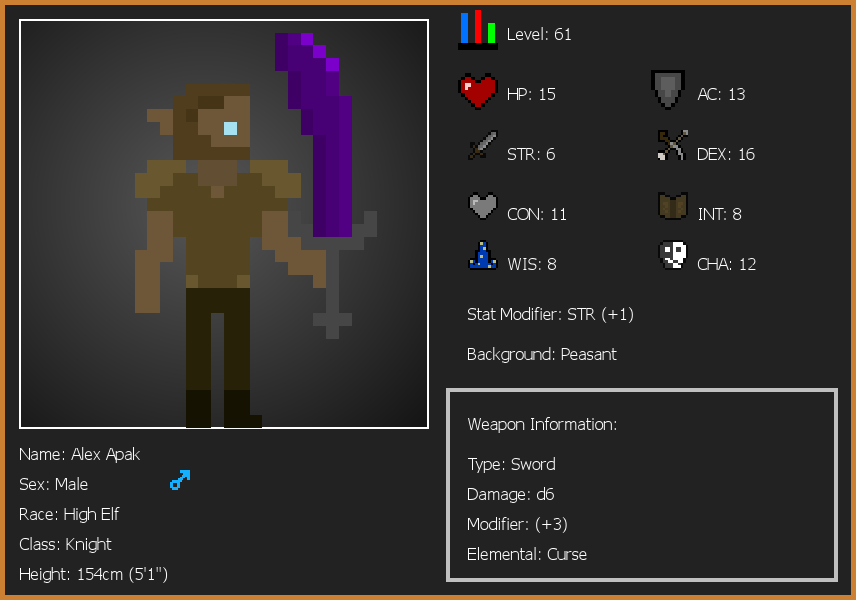 Level: 61
HP: 15
AC: 13
STR: 6
DEX: 16
CON: 11
INT: 8
WIS: 8
CHA: 12
Stat Modifier: STR (+1)
Background: Peasant
Weapon Information:
Type: Sword
Damage: d6
Modifier: (+3)
Elemental: Curse
Name: Alex Apak
Sex: Male
Race: High Elf
Class: Knight
Height: 154cm (5'1")